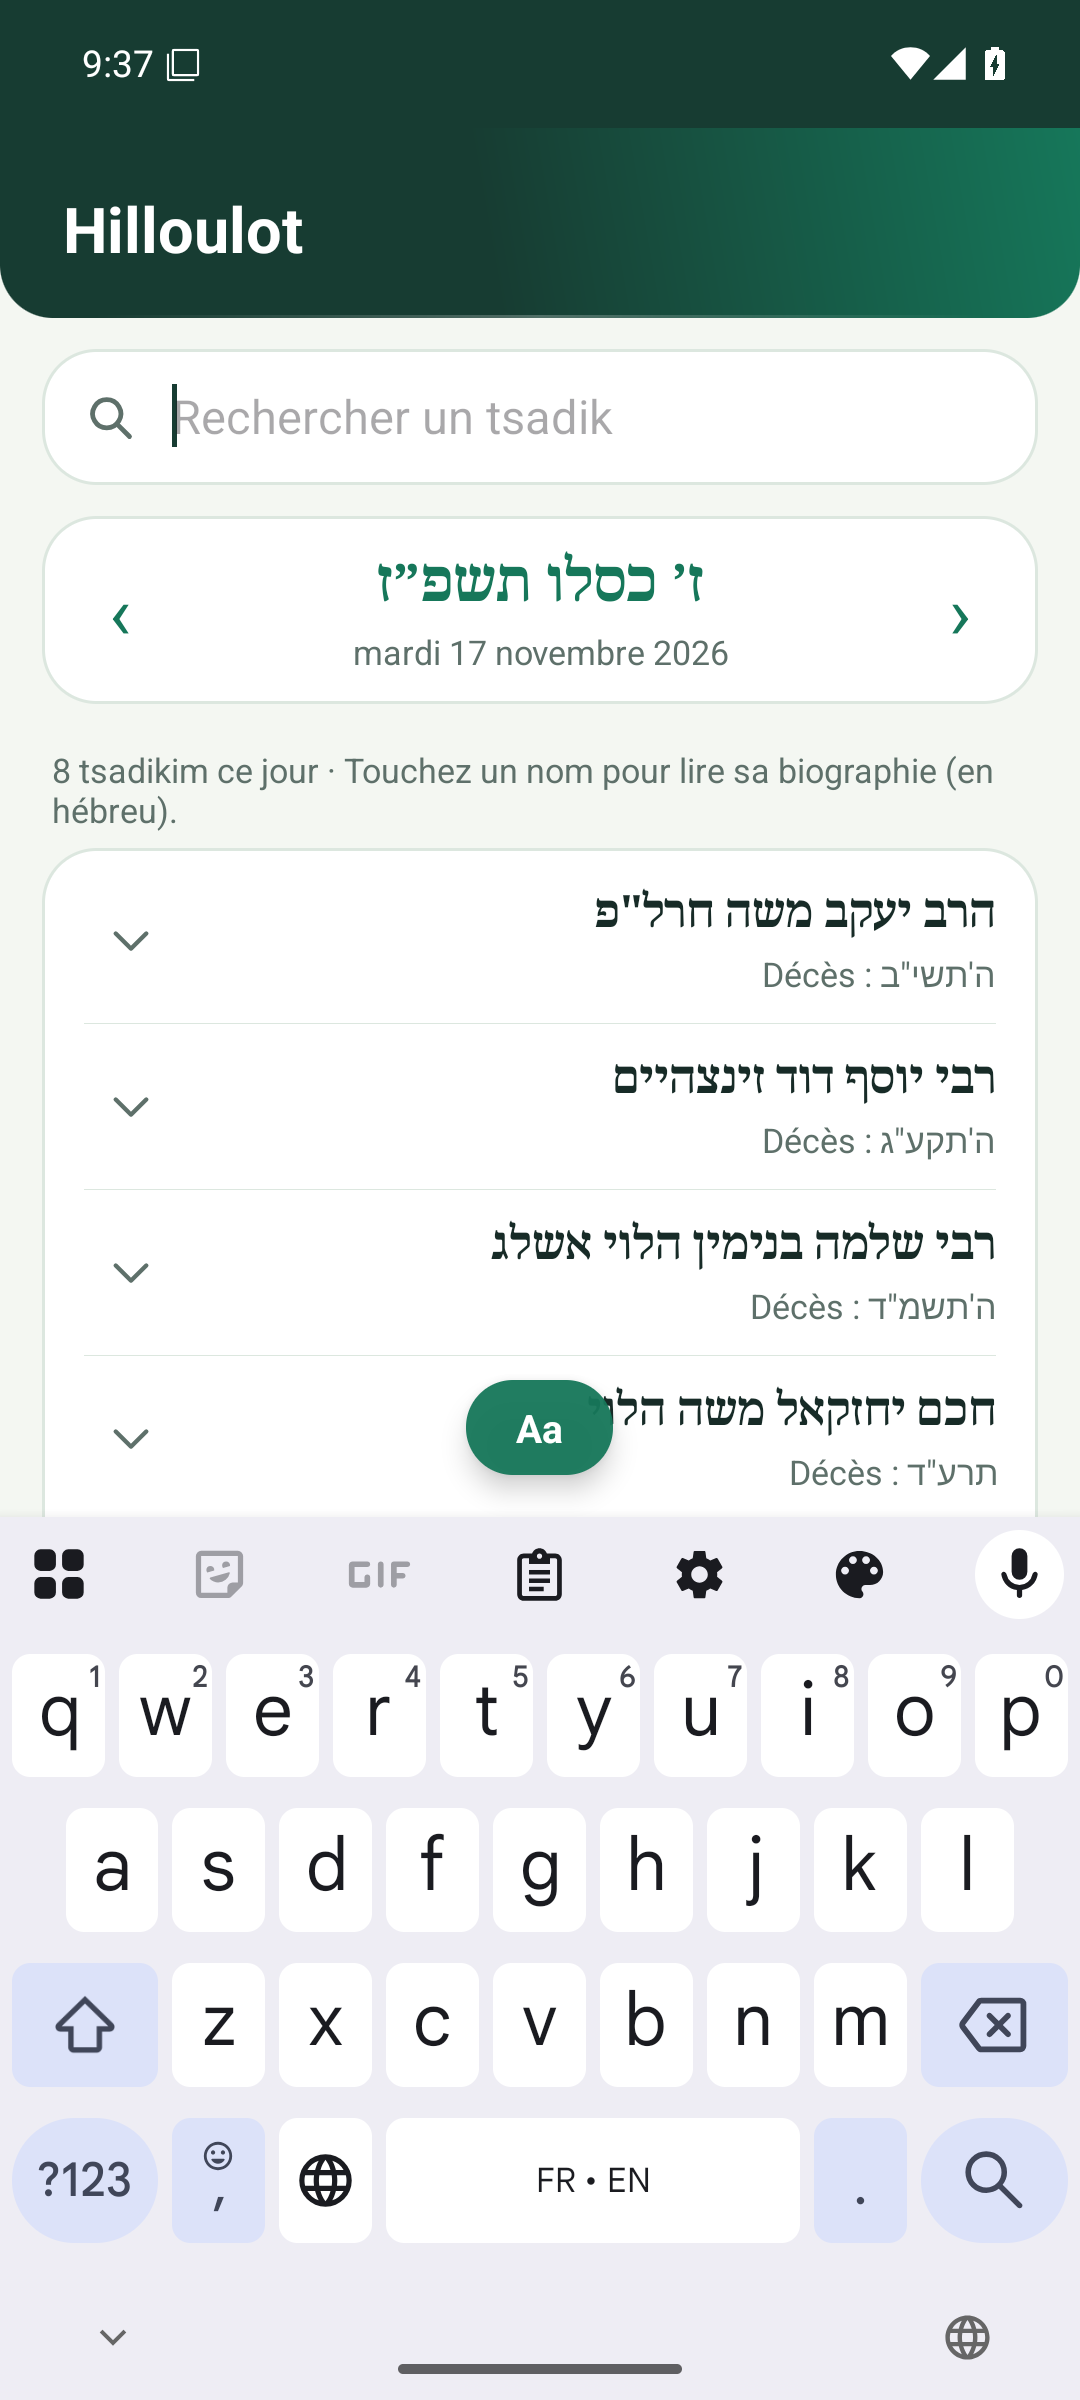 9:37
Hilloulot
Rechercher un tsadik
ז׳ כסלו תשפ״ז
mardi 17 novembre 2026
8 tsadikim ce jour · Touchez un nom pour lire sa biographie (en
hébreu).
הרב יעקב משה חרל"פ
Décès : ה'תשי"ב
רבי יוסף דוד זינצהיים
Décès : ה'תקע"ג
רבי שלמה בנימין הלוי אשלג
Décès : ה'תשמ"ד
חכם יחזקאל משה הלוי
Aa
Décès : תרע"ד
GIF
q 1 w 2 e 3 r 4 t 5 y 6 u 7 i 8 o 9 p 0
a s d f g h j k l
z x c v b n m
?123 , FR • EN .